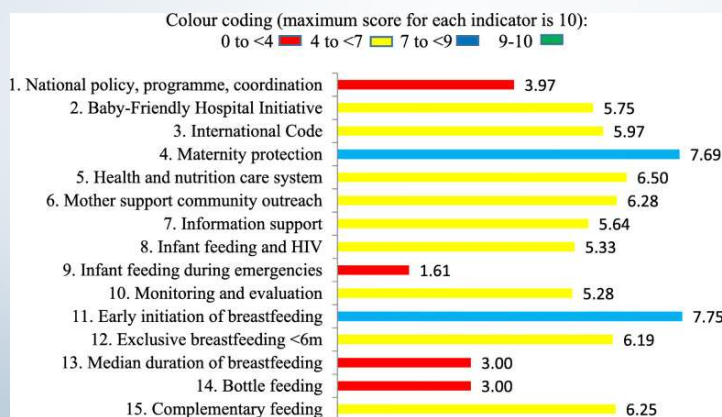 Colour coding (maximum score for each indicator is 10):
0 to <4 4 to <7 7 to <9 9-10
1. National policy, programme, coordination 3.97
2. Baby-Friendly Hospital Initiative 5.75
3. International Code 5.97
4. Maternity protection 7.69
5. Health and nutrition care system 6.50
6. Mother support community outreach 6.28
7. Information support 5.64
8. Infant feeding and HIV 5.33
9. Infant feeding during emergencies 1.61
10. Monitoring and evaluation 5.28
11. Early initiation of breastfeeding 7.75
12. Exclusive breastfeeding <6m 6.19
13. Median duration of breastfeeding 3.00
14. Bottle feeding 3.00
15. Complementary feeding 6.25